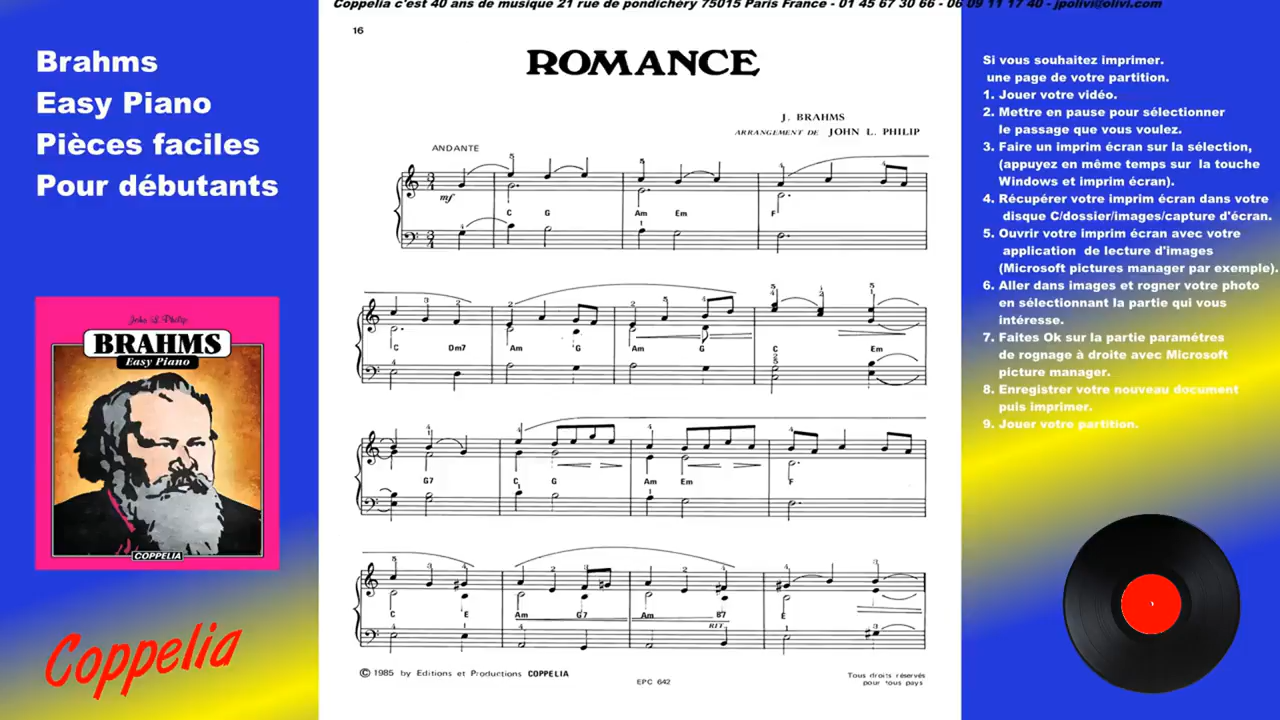 Coppelia c'est 40 ans de musique 21 rue de pondichéry 75015 Paris France - 01 45 67 30 66 - 06 09 11 17 40 - jpolivi@olivi.com
Brahms
Easy Piano
Pièces faciles
Pour débutants
John L. Philip
BRAHMS
Easy Piano
COPPELIA
Coppelia
16
ROMANCE
J. BRAHMS
ARRANGEMENT DE JOHN L. PHILIP
ANDANTE
mf
C G Am Em F
C Dm7 Am G Am G C Em
G7 C G Am Em F
C E Am G7 Am B7 E
RIT.
© 1985 by Editions et Productions COPPELIA
EPC 642
Tous droits réservés
pour tous pays
Si vous souhaitez imprimer.
une page de votre partition.
1. Jouer votre vidéo.
2. Mettre en pause pour sélectionner
le passage que vous voulez.
3. Faire un imprim écran sur la sélection,
(appuyez en même temps sur la touche
Windows et imprim écran).
4. Récupérer votre imprim écran dans votre
disque C/dossier/images/capture d'écran.
5. Ouvrir votre imprim écran avec votre
application de lecture d'images
(Microsoft pictures manager par exemple).
6. Aller dans images et rogner votre photo
en sélectionnant la partie qui vous
intéresse.
7. Faites Ok sur la partie paramétres
de rognage à droite avec Microsoft
picture manager.
8. Enregistrer votre nouveau document
puis imprimer.
9. Jouer votre partition.